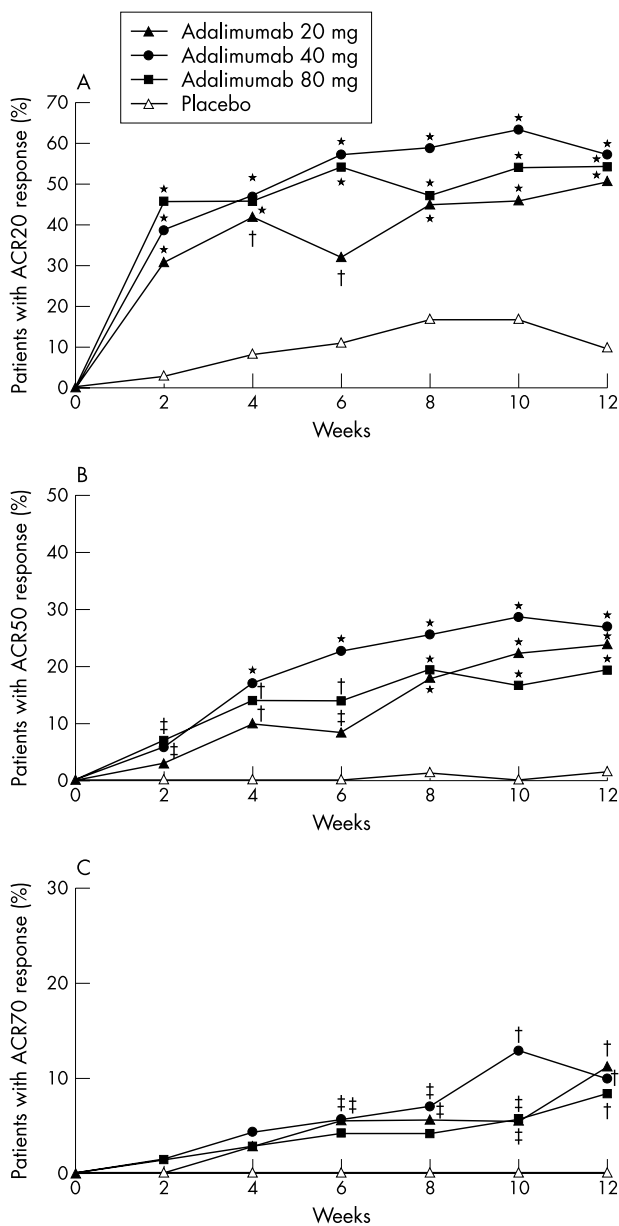 Adalimumab 20 mg
Adalimumab 40 mg
Adalimumab 80 mg
Placebo
A
Patients with ACR20 response (%)
70
60
50
40
30
20
10
0
★ ★ ★ ★ ★ ★ ★ ★ ★ † ★ ★ † ★ ★ ★ ★ ★ ★
0 2 4 6 8 10 12
Weeks
B
Patients with ACR50 response (%)
50
40
30
20
10
0
‡ ‡ ★ † † ★ † ‡ ★ ★ ★ ★ ★ ★ ★ ★ ★
0 2 4 6 8 10 12
Weeks
C
Patients with ACR70 response (%)
30
20
10
0
‡ ‡ ‡ ‡ † ‡ ‡ † † †
0 2 4 6 8 10 12
Weeks